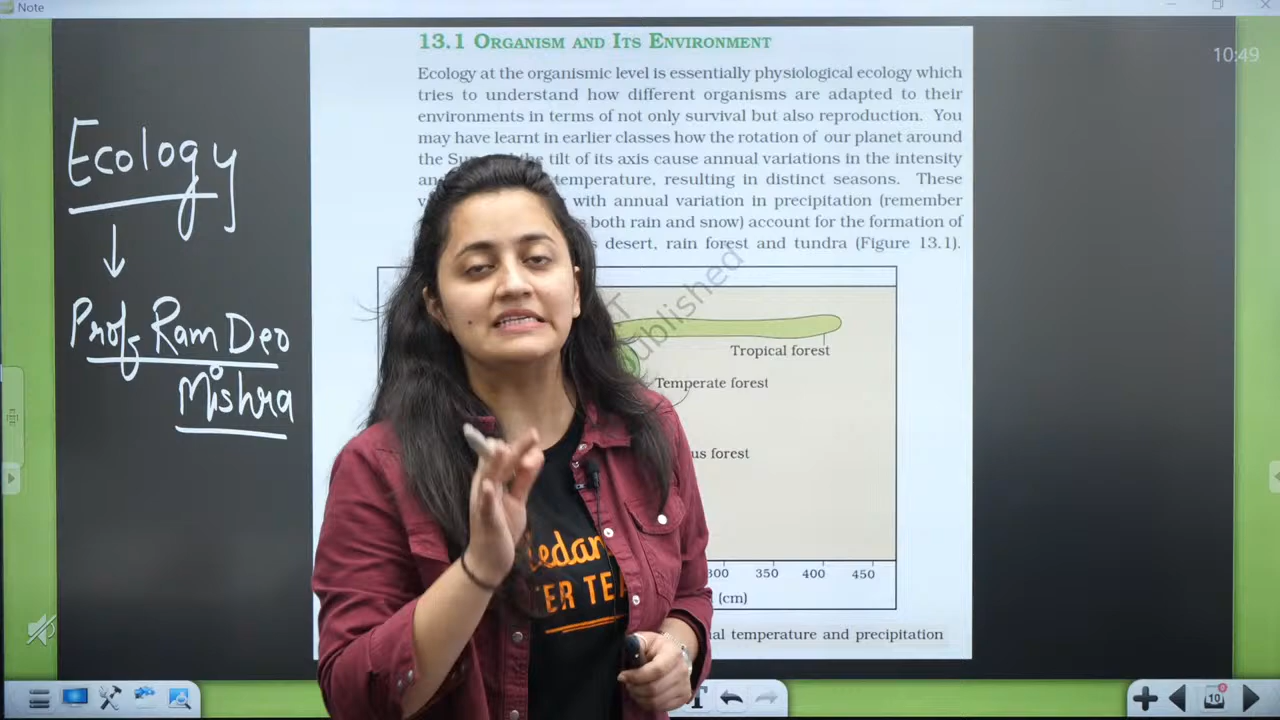 Note
10:49
Ecology
Prof. Ram Deo
Mishra
13.1 ORGANISM AND ITS ENVIRONMENT
Ecology at the organismic level is essentially physiological ecology which
tries to understand how different organisms are adapted to their
environments in terms of not only survival but also reproduction. You
may have learnt in earlier classes how the rotation of our planet around
the tilt of its axis cause annual variations in the intensity
temperature, resulting in distinct seasons. These
with annual variation in precipitation (remember
both rain and snow) account for the formation of
desert, rain forest and tundra (Figure 13.1).
Tropical forest
Temperate forest
forest
300 350 400 450
(cm)
temperature and precipitation
TEA
10